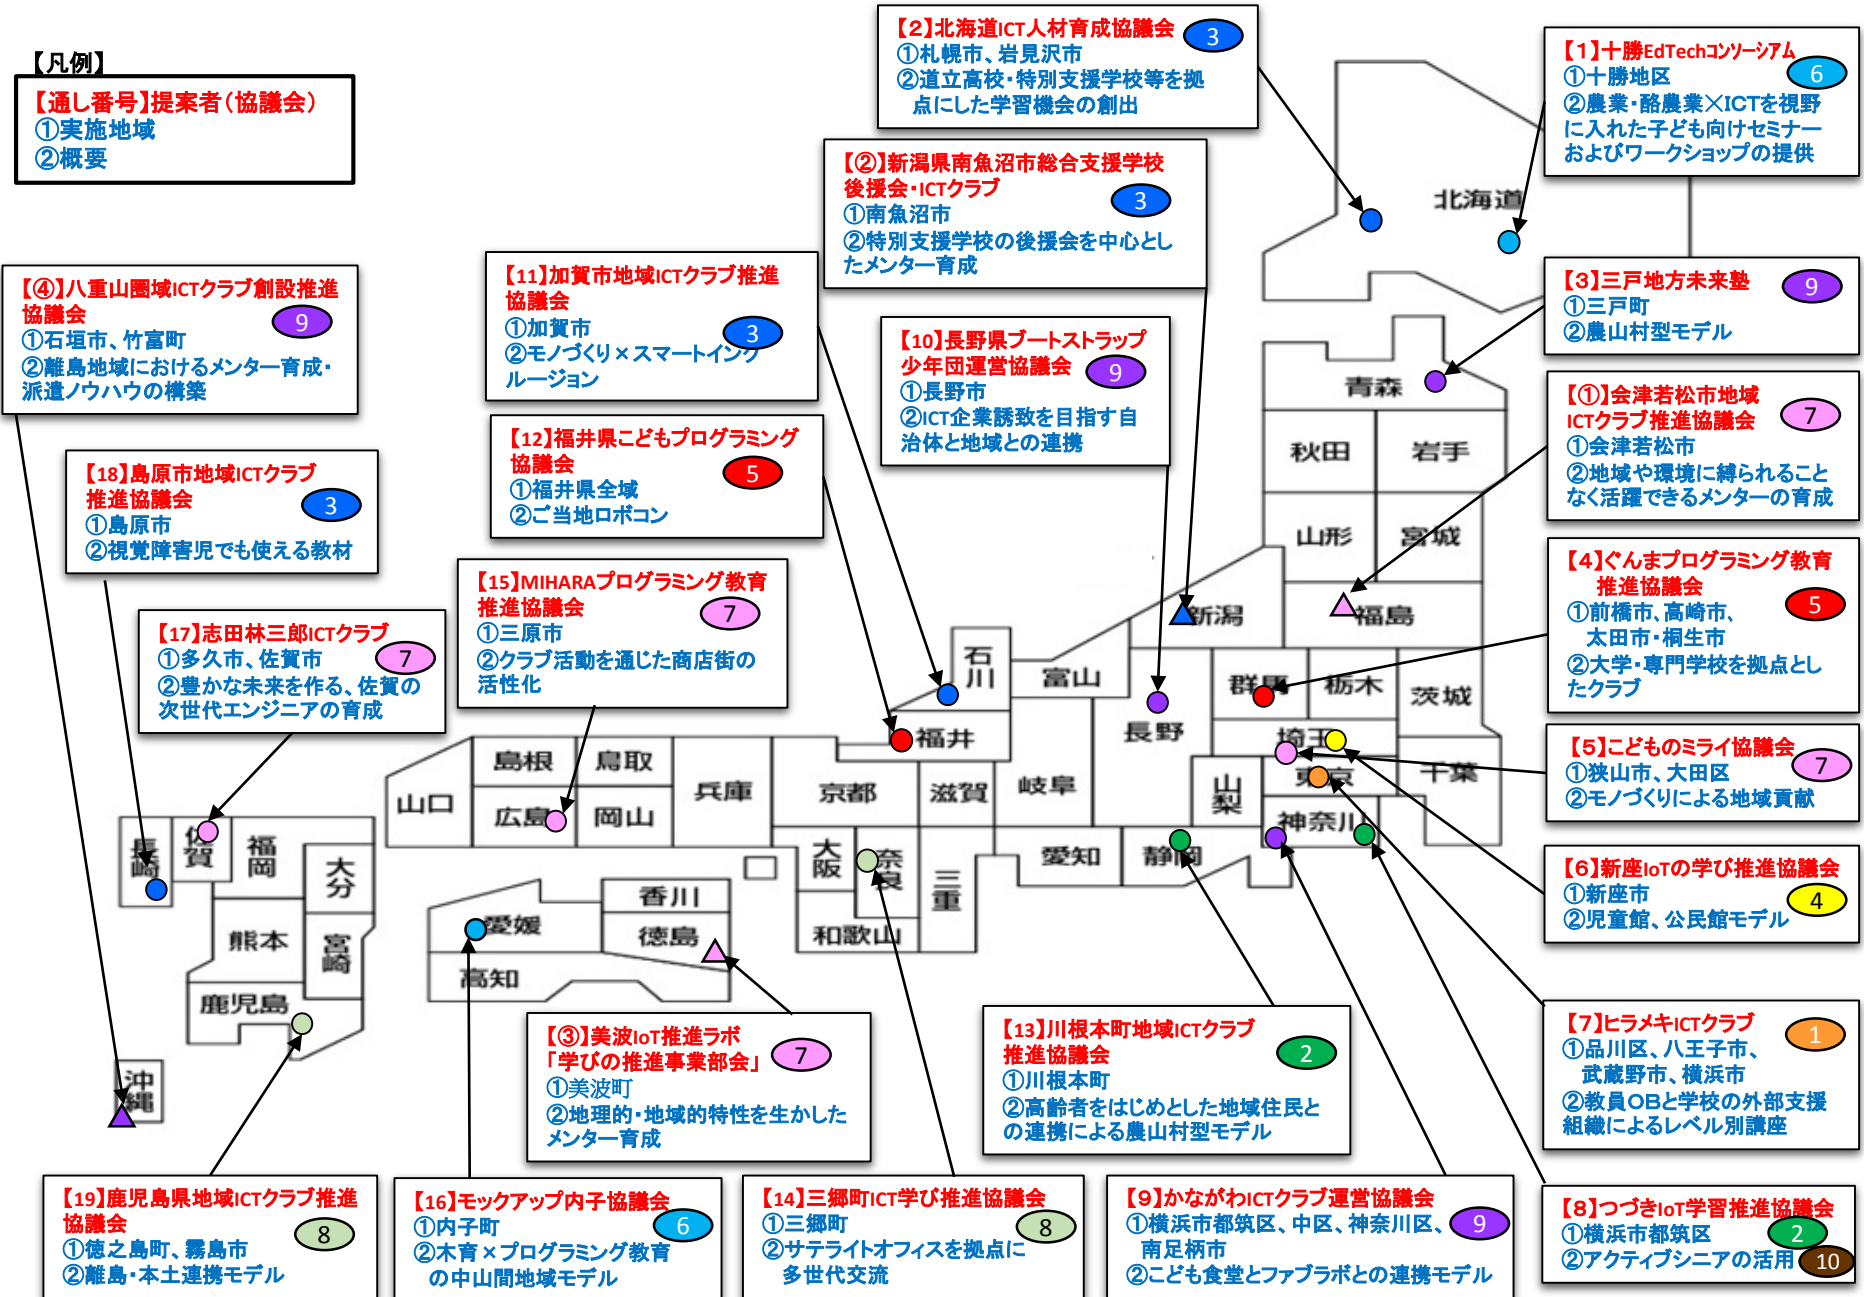 【凡例】
【通し番号】提案者（協議会）
①実施地域
②概要
【2】北海道ICT人材育成協議会
3
①札幌市、岩見沢市
②道立高校・特別支援学校等を拠
点にした学習機会の創出
【1】十勝EdTechコンソーシアム
6
①十勝地区
②農業・酪農業×ICTを視野
に入れた子ども向けセミナー
およびワークショップの提供
【②】新潟県南魚沼市総合支援学校
後援会・ICTクラブ
3
①南魚沼市
②特別支援学校の後援会を中心とし
たメンター育成
【④】八重山圏域ICTクラブ創設推進
協議会
9
①石垣市、竹富町
②離島地域におけるメンター育成・
派遣ノウハウの構築
【11】加賀市地域ICTクラブ推進
協議会
3
①加賀市
②モノづくり×スマートインク
ルージョン
【10】長野県ブートストラップ
少年団運営協議会
9
①長野市
②ICT企業誘致を目指す自
治体と地域との連携
【3】三戸地方未来塾
9
①三戸町
②農山村型モデル
【①】会津若松市地域
ICTクラブ推進協議会
7
①会津若松市
②地域や環境に縛られること
なく活躍できるメンターの育成
【12】福井県こどもプログラミング
協議会
5
①福井県全域
②ご当地ロボコン
【18】島原市地域ICTクラブ
推進協議会
3
①島原市
②視覚障害児でも使える教材
【15】MIHARAプログラミング教育
推進協議会
7
①三原市
②クラブ活動を通じた商店街の
活性化
【4】ぐんまプログラミング教育
推進協議会
5
①前橋市、高崎市、
太田市・桐生市
②大学・専門学校を拠点とし
たクラブ
【17】志田林三郎ICTクラブ
7
①多久市、佐賀市
②豊かな未来を作る、佐賀の
次世代エンジニアの育成
【5】こどものミライ協議会
7
①狭山市、大田区
②モノづくりによる地域貢献
【6】新座IoTの学び推進協議会
4
①新座市
②児童館、公民館モデル
【③】美波IoT推進ラボ
「学びの推進事業部会」
7
①美波町
②地理的・地域的特性を生かした
メンター育成
【13】川根本町地域ICTクラブ
推進協議会
2
①川根本町
②高齢者をはじめとした地域住民と
の連携による農山村型モデル
【7】ヒラメキICTクラブ
1
①品川区、八王子市、
武蔵野市、横浜市
②教員OBと学校の外部支援
組織によるレベル別講座
【19】鹿児島県地域ICTクラブ推進
協議会
8
①徳之島町、霧島市
②離島・本土連携モデル
【16】モックアップ内子協議会
6
①内子町
②木育×プログラミング教育
の中山間地域モデル
【14】三郷町ICT学び推進協議会
8
①三郷町
②サテライトオフィスを拠点に
多世代交流
【9】かながわICTクラブ運営協議会
9
①横浜市都筑区、中区、神奈川区、
南足柄市
②こども食堂とファブラボとの連携モデル
【8】つづきIoT学習推進協議会
2
①横浜市都筑区
②アクティブシニアの活用
10
北海道
青森
秋田
岩手
山形
宮城
新潟
福島
石川
富山
群馬
栃木
茨城
長野
福井
埼玉
東京
千葉
山梨
神奈川
静岡
愛知
岐阜
滋賀
京都
兵庫
大阪
奈良
三重
和歌山
島根
鳥取
山口
広島
岡山
香川
愛媛
徳島
高知
長崎
佐賀
福岡
大分
熊本
宮崎
鹿児島
沖縄